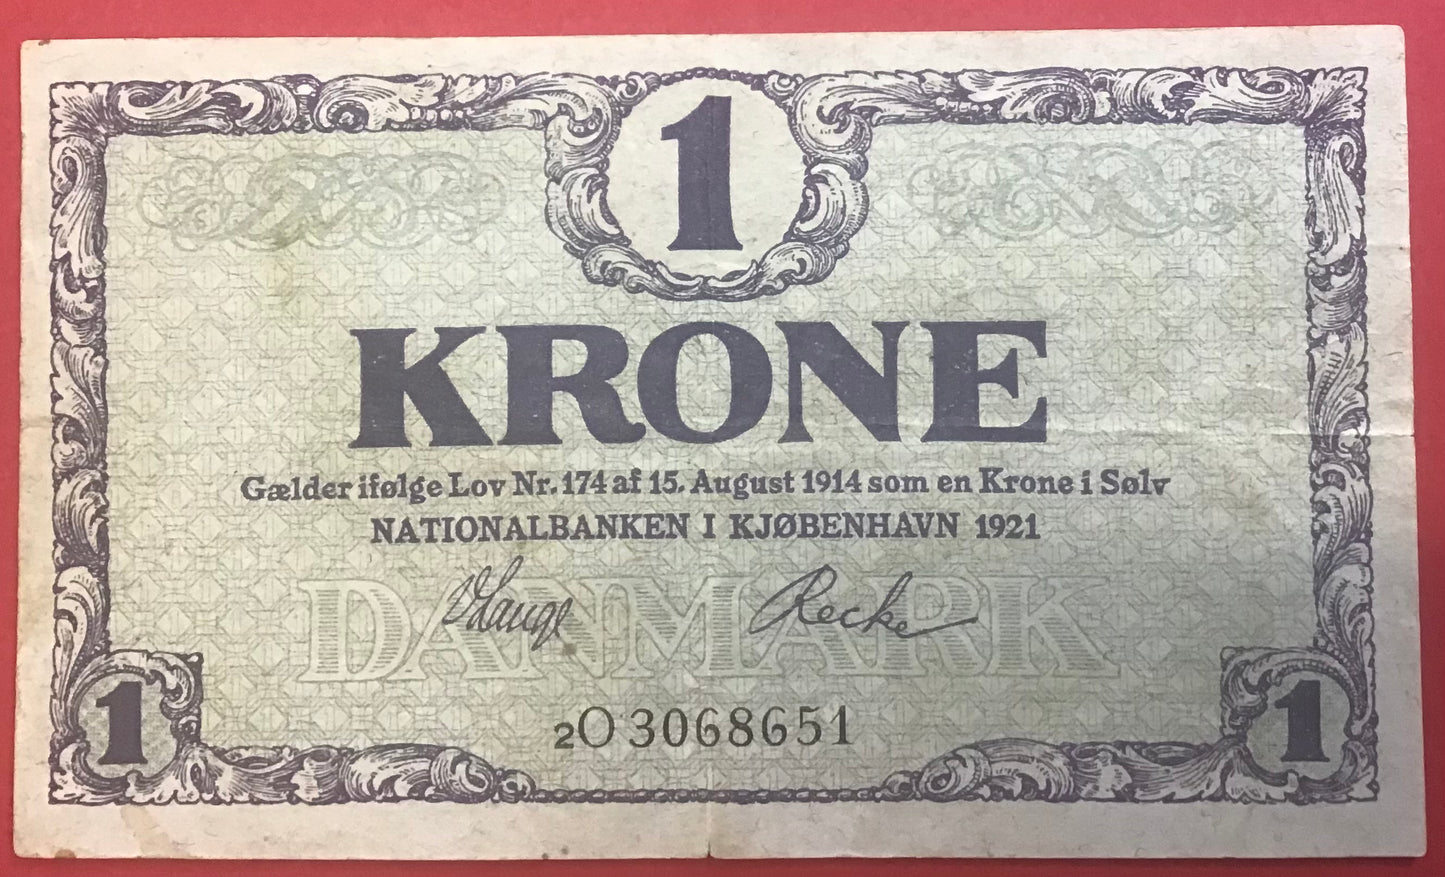 1
KRONE
Gælder ifølge Lov Nr. 174 af 15. August 1914 som en Krone i Sølv
NATIONALBANKEN I KJØBENHAVN 1921
DANMARK
V Lange Recke
1 1
2O 3068651